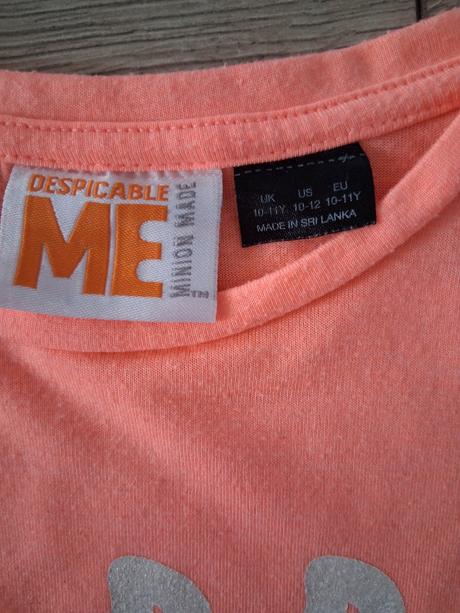 DESPICABLE
ME
MINION MADE
TM
UK US EU
10-11Y 10-12 10-11Y
MADE IN SRI LANKA